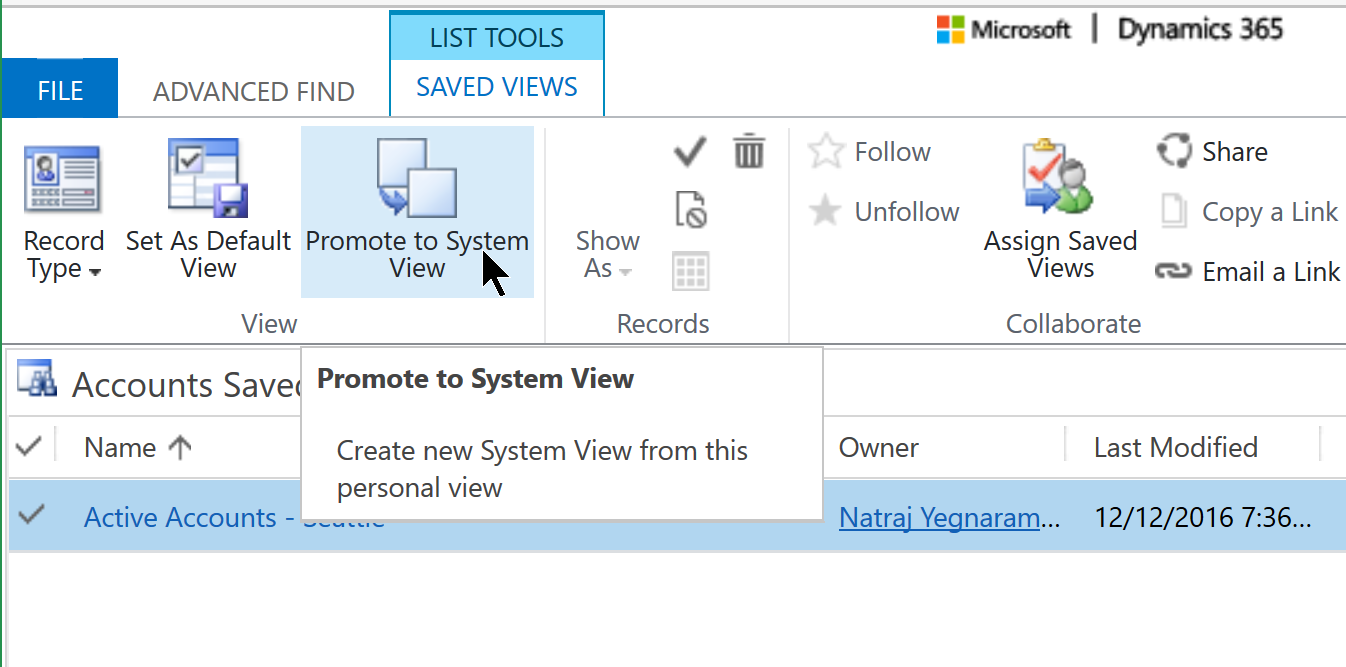 LIST TOOLS
Microsoft | Dynamics 365
FILE
ADVANCED FIND
SAVED VIEWS
Record
Type
Set As Default
View
Promote to System
View
View
Show
As
Records
Follow
Unfollow
Assign Saved
Views
Share
Copy a Link
Email a Link
Collaborate
Accounts Saved
Promote to System View
Create new System View from this
personal view
Name
Owner
Last Modified
Active Accounts - Seattle
Natraj Yegnaram...
12/12/2016 7:36...